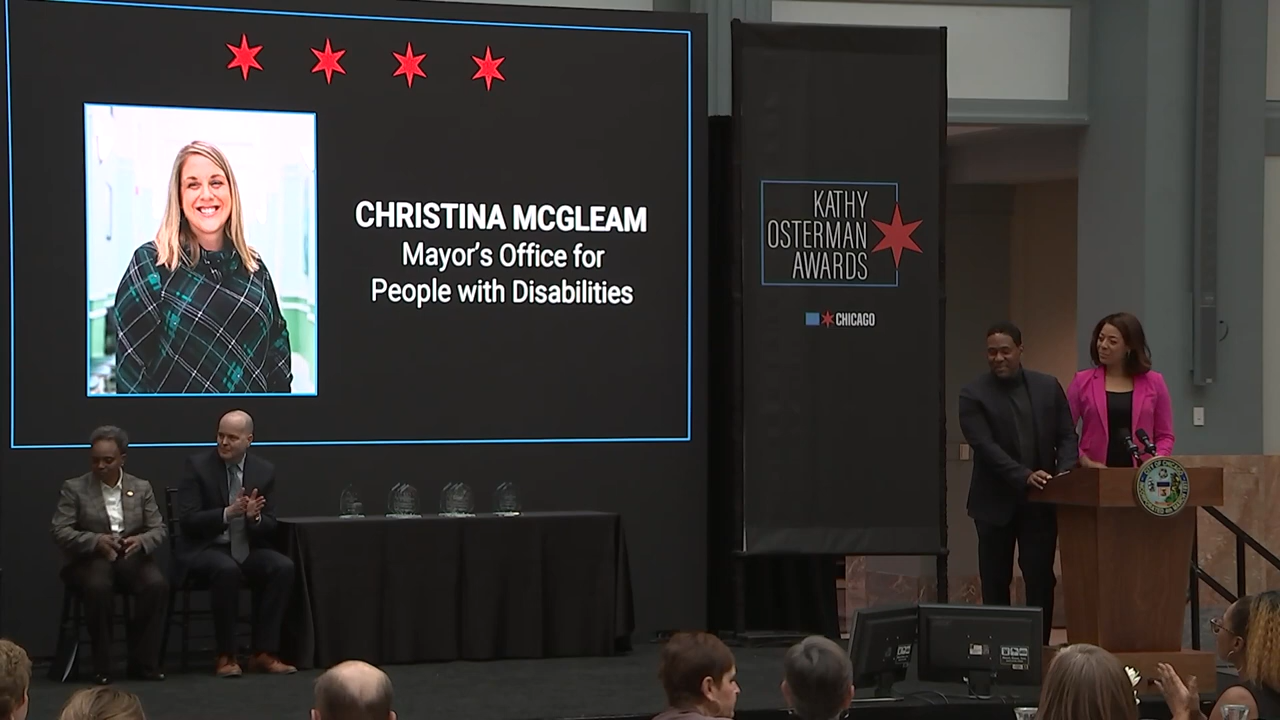 CHRISTINA MCGLEAM
Mayor's Office for
People with Disabilities
KATHY
OSTERMAN
AWARDS
CHICAGO